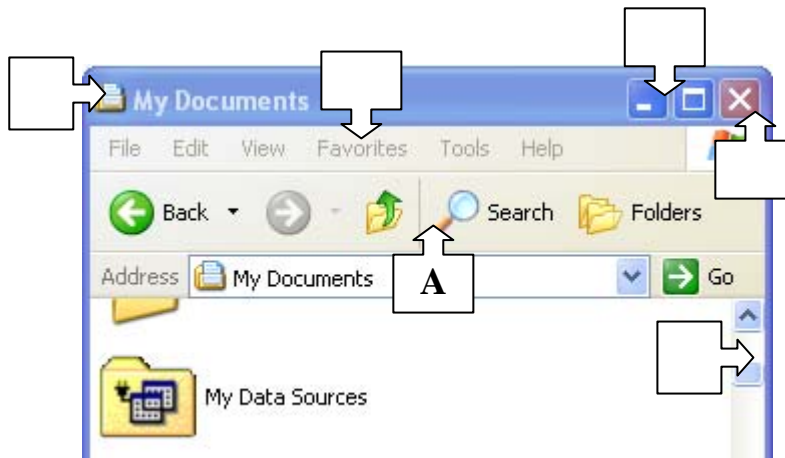 My Documents
File Edit View Favorites Tools Help
Back Search Folders
Address My Documents Go
A
My Data Sources